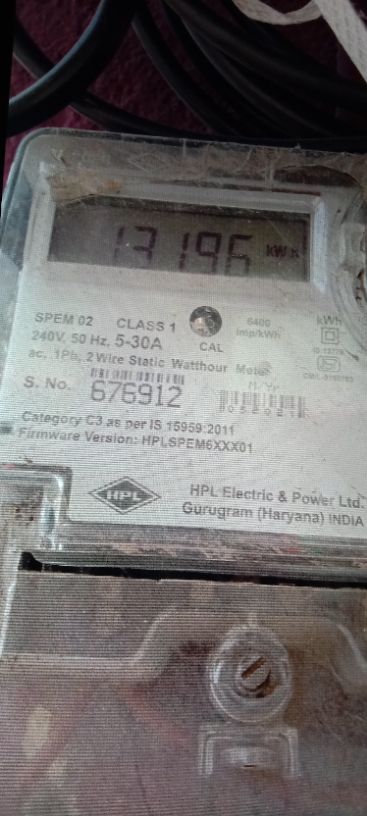 13196 kWh
SPEM 02 CLASS 1 6400 kWh
240V, 50 Hz, 5-30A CAL Imp/kWh
ac, 1Ph, 2 Wire Static Watthour Meter
M/Yr
S. No. 676912
052021
Category C3 as per IS 15959:2011
Firmware Version: HPLSPEM6XXX01
HPL
HPL Electric & Power Ltd.
Gurugram (Haryana) INDIA